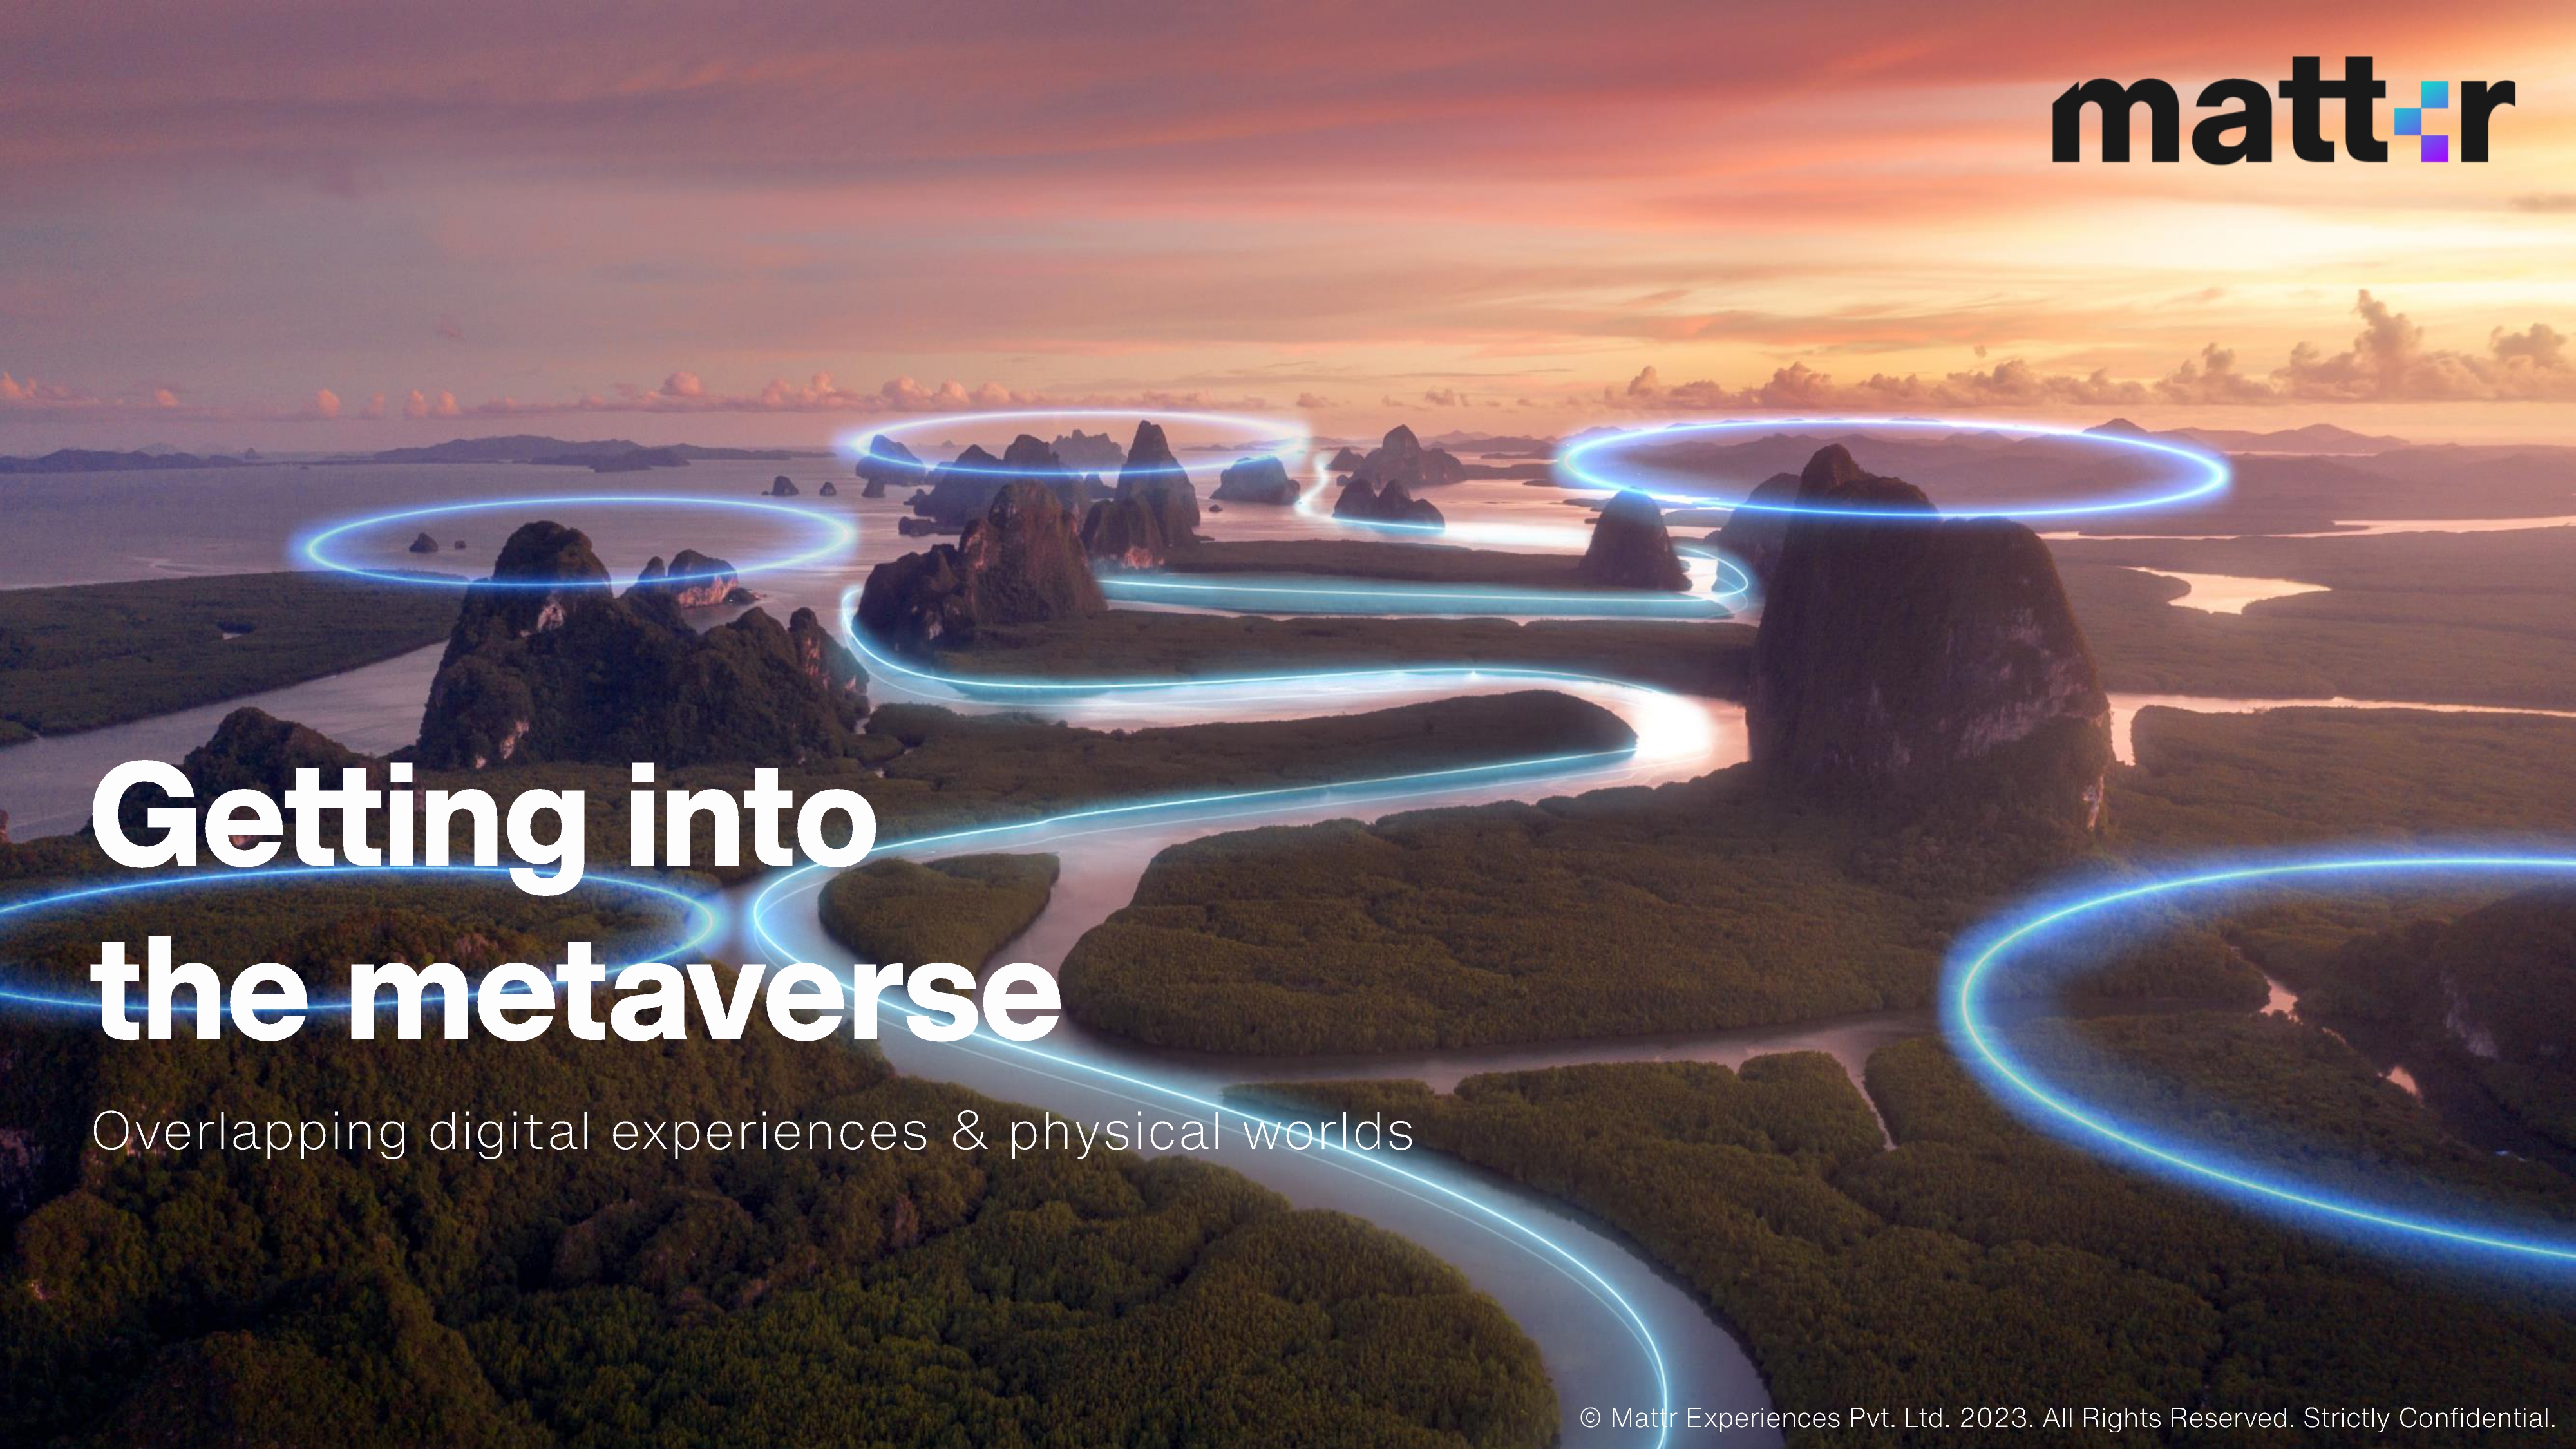 matt:r
Getting into
the metaverse
Overlapping digital experiences & physical worlds
© Mattr Experiences Pvt. Ltd. 2023. All Rights Reserved. Strictly Confidential.